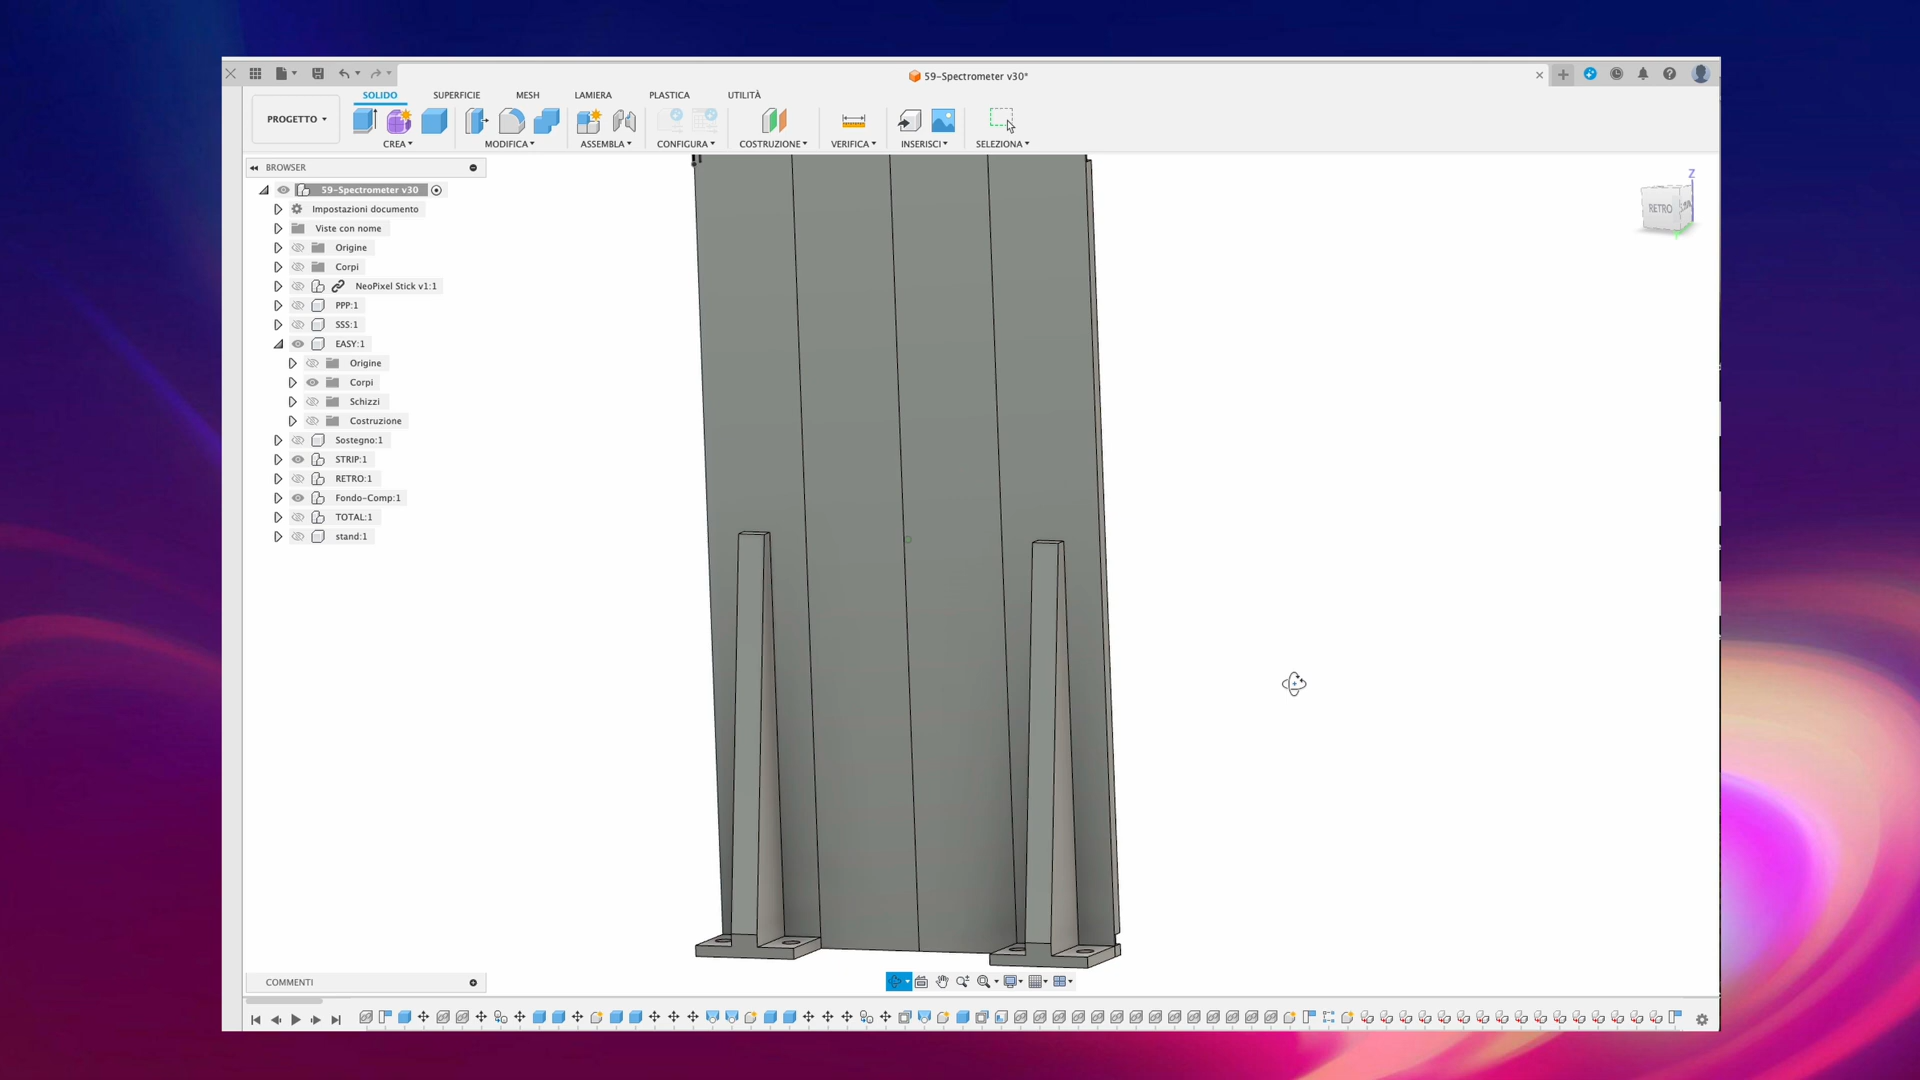 59-Spectrometer v30*
SOLIDO SUPERFICIE MESH LAMIERA PLASTICA UTILITÀ
PROGETTO
CREA MODIFICA ASSEMBLA CONFIGURA COSTRUZIONE VERIFICA INSERISCI SELEZIONA
BROWSER
59-Spectrometer v30
Impostazioni documento
Viste con nome
Origine
Corpi
NeoPixel Stick v1:1
PPP:1
SSS:1
EASY:1
Origine
Corpi
Schizzi
Costruzione
Sostegno:1
STRIP:1
RETRO:1
Fondo-Comp:1
TOTAL:1
stand:1
Z
RETRO
COMMENTI